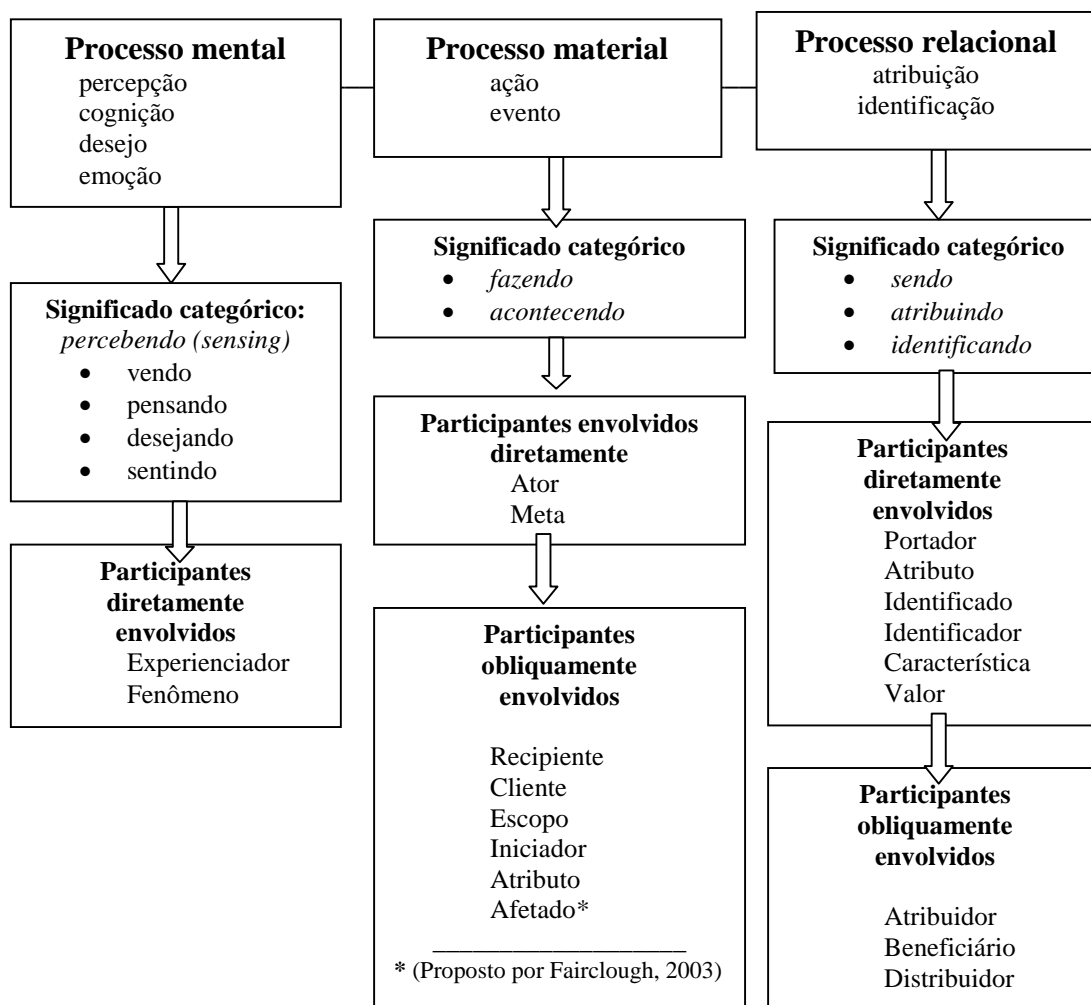 Processo mental
percepção
cognição
desejo
emoção
Significado categórico:
percebendo (sensing)
• vendo
• pensando
• desejando
• sentindo
Participantes
diretamente
envolvidos
Experienciador
Fenômeno
Processo material
ação
evento
Significado categórico
• fazendo
• acontecendo
Participantes envolvidos
diretamente
Ator
Meta
Participantes
obliquamente
envolvidos
Recipiente
Cliente
Escopo
Iniciador
Atributo
Afetado*
* (Proposto por Fairclough, 2003)
Processo relacional
atribuição
identificação
Significado categórico
• sendo
• atribuindo
• identificando
Participantes
diretamente
envolvidos
Portador
Atributo
Identificado
Identificador
Característica
Valor
Participantes
obliquamente
envolvidos
Atribuidor
Beneficiário
Distribuidor